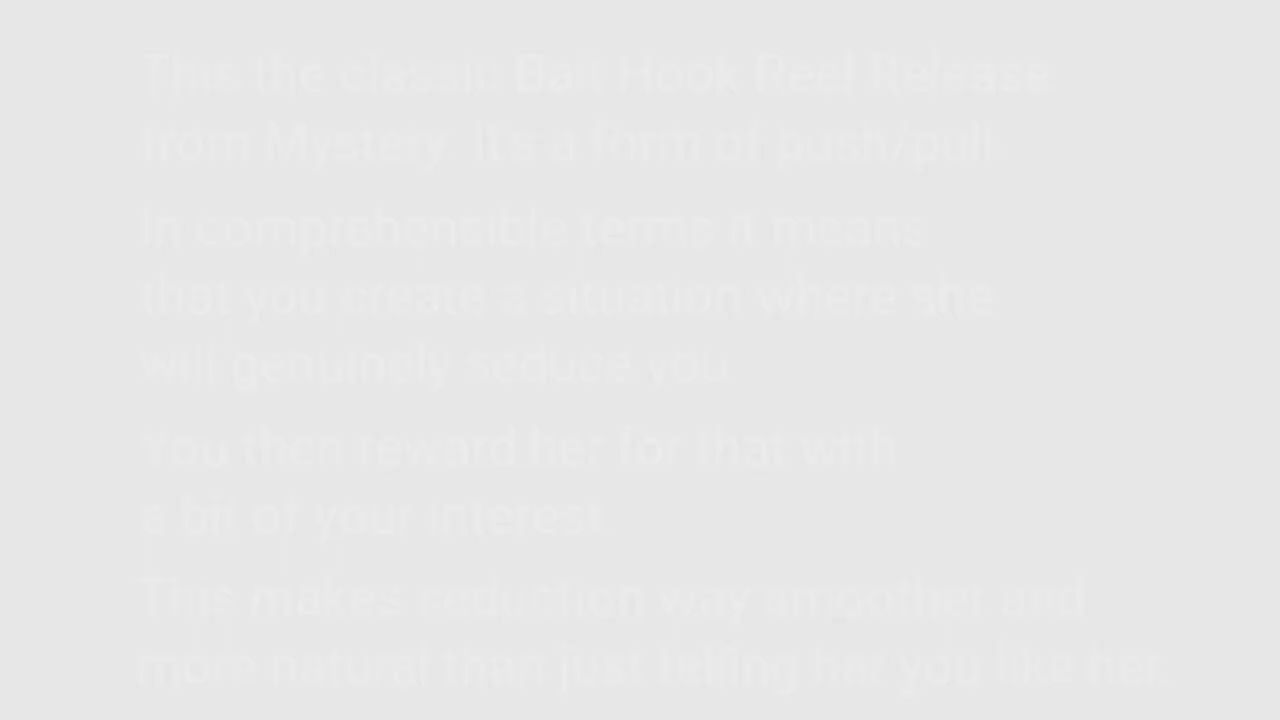 This the classic Bait Hook Reel Release
from Mystery. It's a form of push/pull.
In comprehensible terms it means
that you create a situation where she
will genuinely seduce you.
You then reward her for that with
a bit of your interest.
This makes seduction way smoother and
more natural than just telling her you like her.